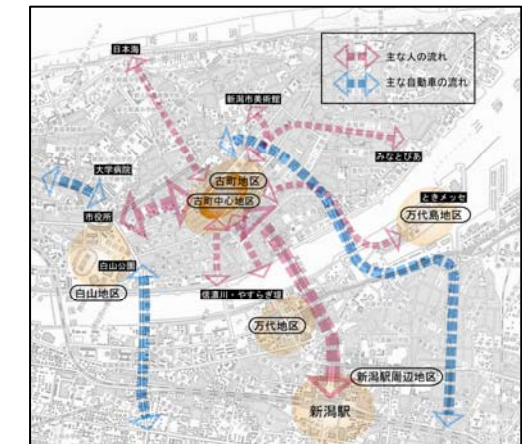 日本海
主な人の流れ
主な自動車の流れ
新潟市美術館
みなとぴあ
大学病院
古町地区
古町中心地区
ときメッセ
万代島地区
市役所
白山公園
白山地区
信濃川・やすらぎ堤
万代地区
新潟駅周辺地区
新潟駅